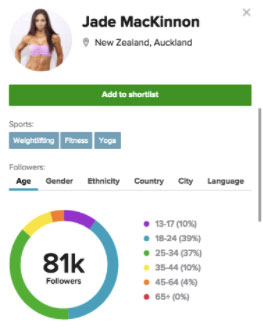 Jade MacKinnon
New Zealand, Auckland
Add to shortlist
Sports:
Weightlifting Fitness Yoga
Followers:
Age Gender Ethnicity Country City Language
81k
Followers
13-17 (10%)
18-24 (39%)
25-34 (37%)
35-44 (10%)
45-64 (4%)
65+ (0%)